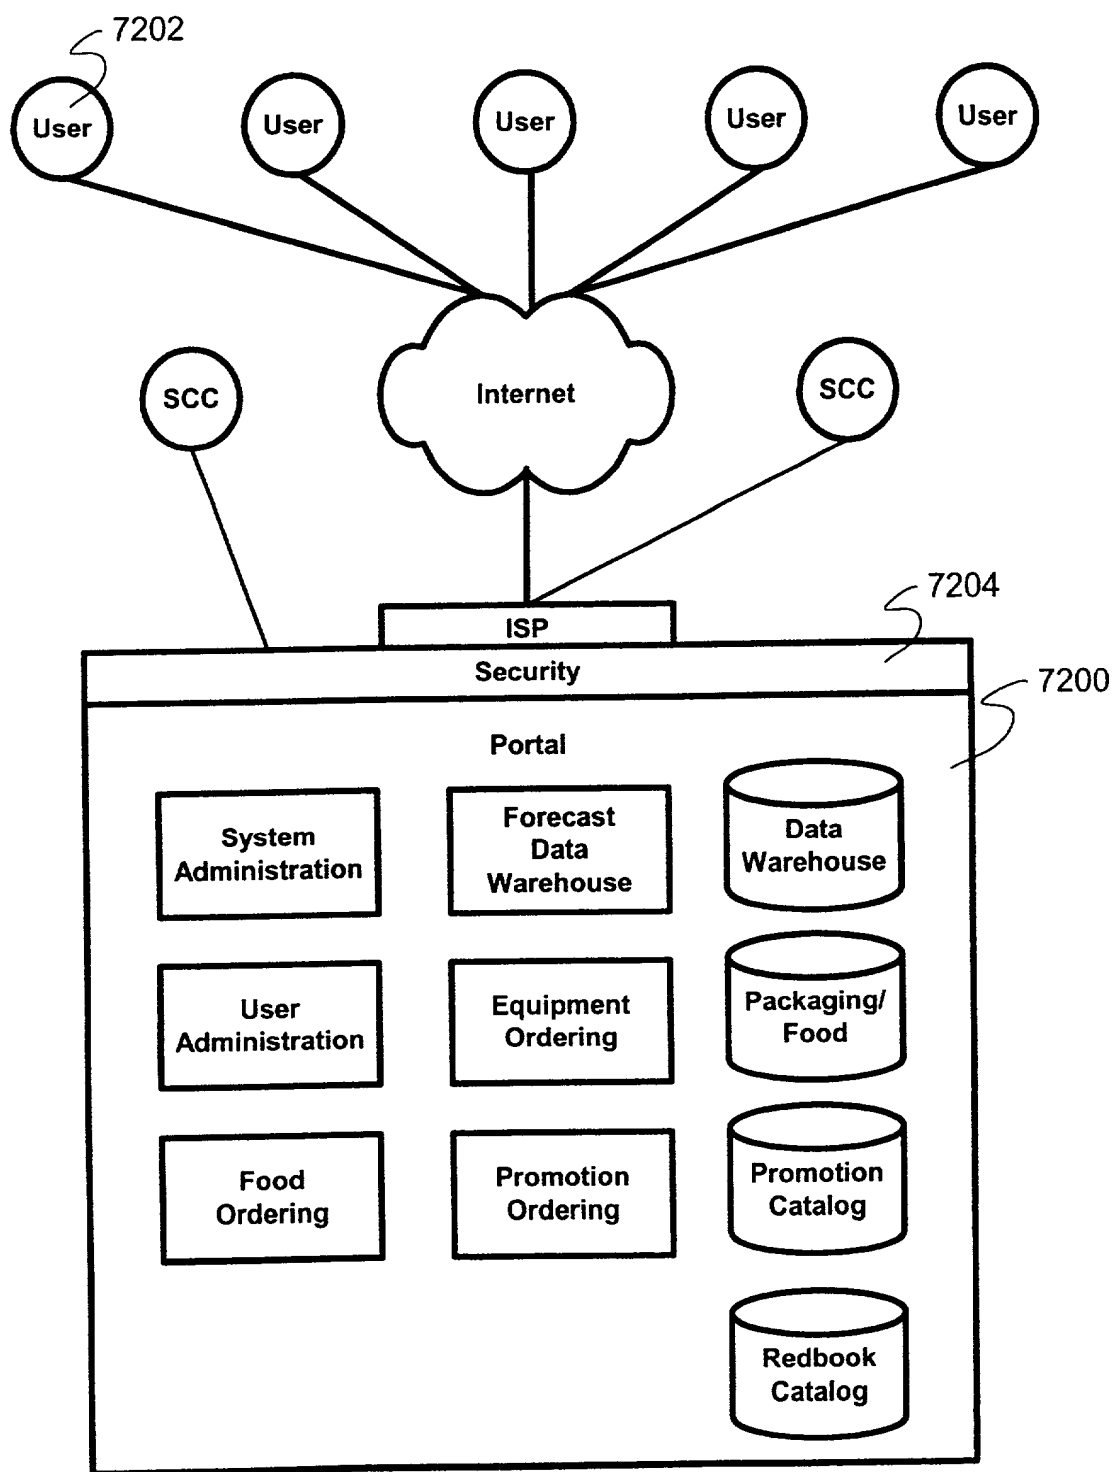 7202
User
User
User
User
User
Internet
SCC
SCC
ISP
7204
Security
7200
Portal
System
Administration
Forecast
Data
Warehouse
Data
Warehouse
User
Administration
Equipment
Ordering
Packaging/
Food
Food
Ordering
Promotion
Ordering
Promotion
Catalog
Redbook
Catalog